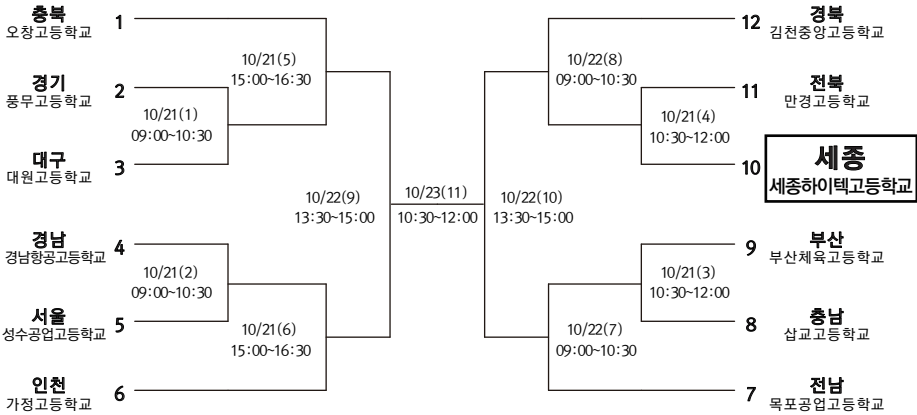 충북
오창고등학교
1
10/21(5)
15:00~16:30
경기
풍무고등학교
2
10/21(1)
09:00~10:30
대구
대원고등학교
3
10/22(9)
13:30~15:00
경남
경남항공고등학교
4
10/21(2)
09:00~10:30
서울
성수공업고등학교
5
10/21(6)
15:00~16:30
인천
가정고등학교
6
10/23(11)
10:30~12:00
12
경북
김천중앙고등학교
10/22(8)
09:00~10:30
11
전북
만경고등학교
10/21(4)
10:30~12:00
10
세종
세종하이텍고등학교
10/22(10)
13:30~15:00
9
부산
부산체육고등학교
10/21(3)
10:30~12:00
8
충남
삽교고등학교
10/22(7)
09:00~10:30
7
전남
목포공업고등학교